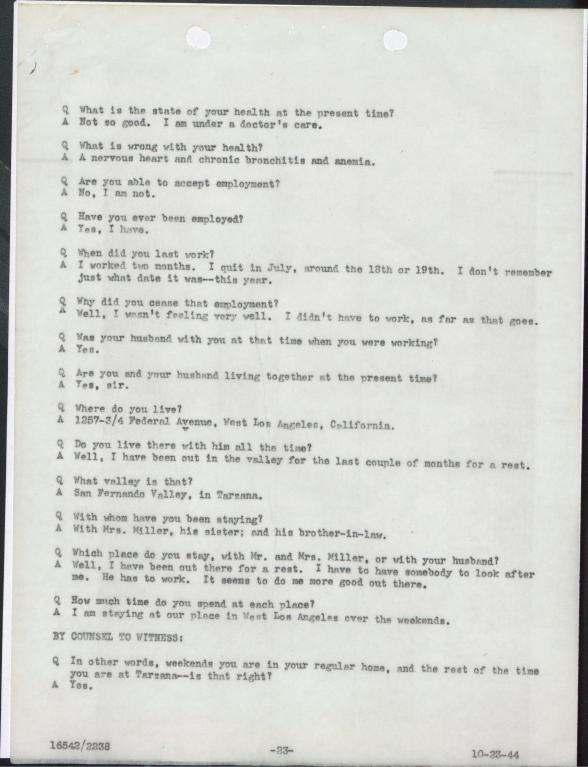 Q What is the state of your health at the present time?
A Not so good. I am under a doctor's care.
Q What is wrong with your health?
A A nervous heart and chronic bronchitis and anemia.
Q Are you able to accept employment?
A No, I am not.
Q Have you ever been employed?
A Yes, I have.
Q When did you last work?
A I worked two months. I quit in July, around the 18th or 19th. I don't remember
just what date it was--this year.
Q Why did you cease that employment?
A Well, I wasn't feeling very well. I didn't have to work, as far as that goes.
Q Was your husband with you at that time when you were working?
A Yes.
Q Are you and your husband living together at the present time?
A Yes, sir.
Q Where do you live?
A 1257-3/4 Federal Avenue, West Los Angeles, California.
Q Do you live there with him all the time?
A Well, I have been out in the valley for the last couple of months for a rest.
Q What valley is that?
A San Fernando Valley, in Tarzana.
Q With whom have you been staying?
A With Mrs. Miller, his sister; and his brother-in-law.
Q Which place do you stay, with Mr. and Mrs. Miller, or with your husband?
A Well, I have been out there for a rest. I have to have somebody to look after
me. He has to work. It seems to do me more good out there.
Q How much time do you spend at each place?
A I am staying at our place in West Los Angeles over the weekends.
BY COUNSEL TO WITNESS:
Q In other words, weekends you are in your regular home, and the rest of the time
you are at Tarzana--is that right?
A Yes.
16542/2238
-23-
10-23-44